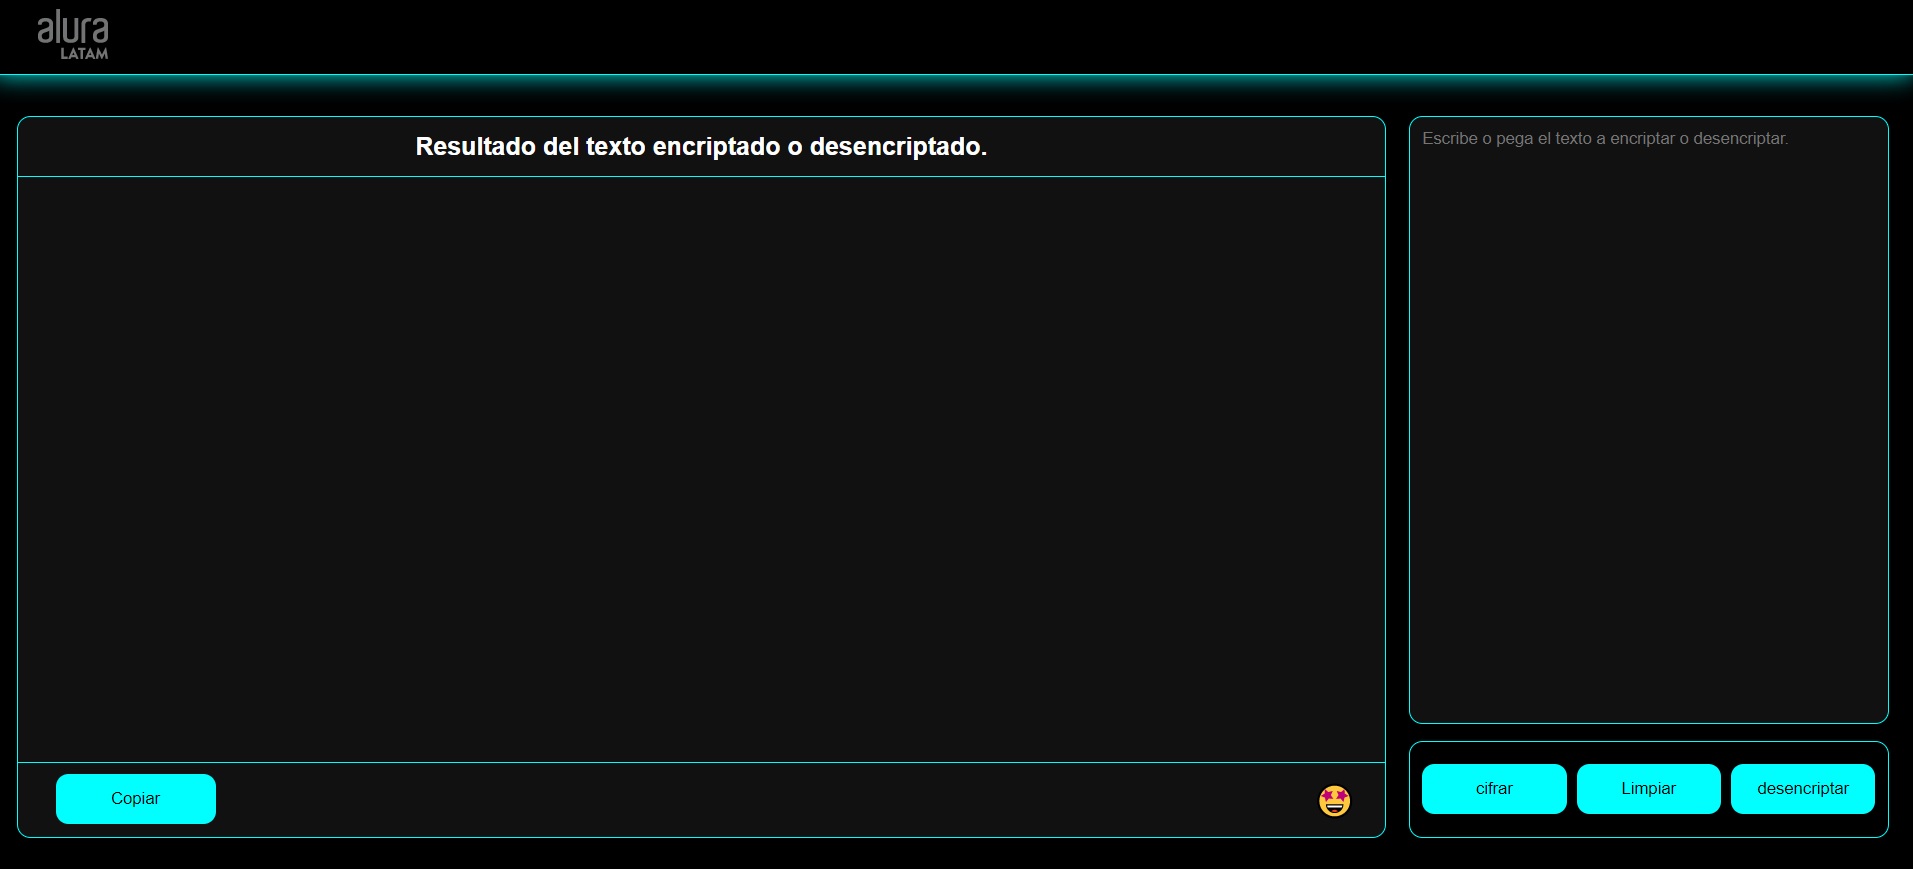 alura
LATAM
Resultado del texto encriptado o desencriptado.
Copiar
Escribe o pega el texto a encriptar o desencriptar.
cifrar
Limpiar
desencriptar